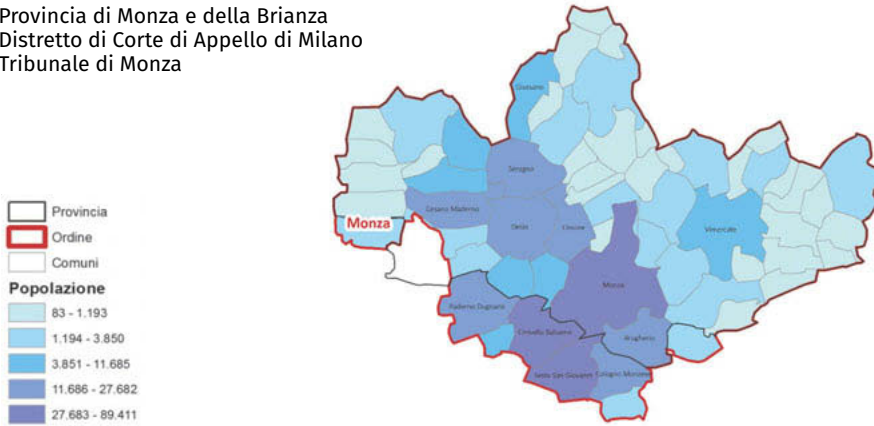 Provincia di Monza e della Brianza
Distretto di Corte di Appello di Milano
Tribunale di Monza
Giussano
Seregno
Cesano Maderno
Monza
Desio
Lissone
Vimercate
Monza
Paderno Dugnano
Cinisello Balsamo
Brugherio
Sesto San Giovanni
Cologno Monzese
Provincia
Ordine
Comuni
Popolazione
83 - 1.193
1.194 - 3.850
3.851 - 11.685
11.686 - 27.682
27.683 - 89.411